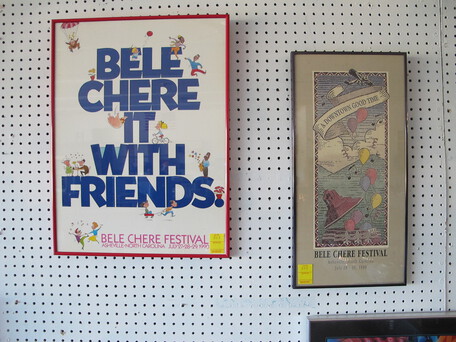 BELE
CHERE
IT
WITH
FRIENDS
BELE CHERE FESTIVAL
ASHEVILLE NORTH CAROLINA
A DOWNTOWN GOOD TIME
BELE CHERE FESTIVAL